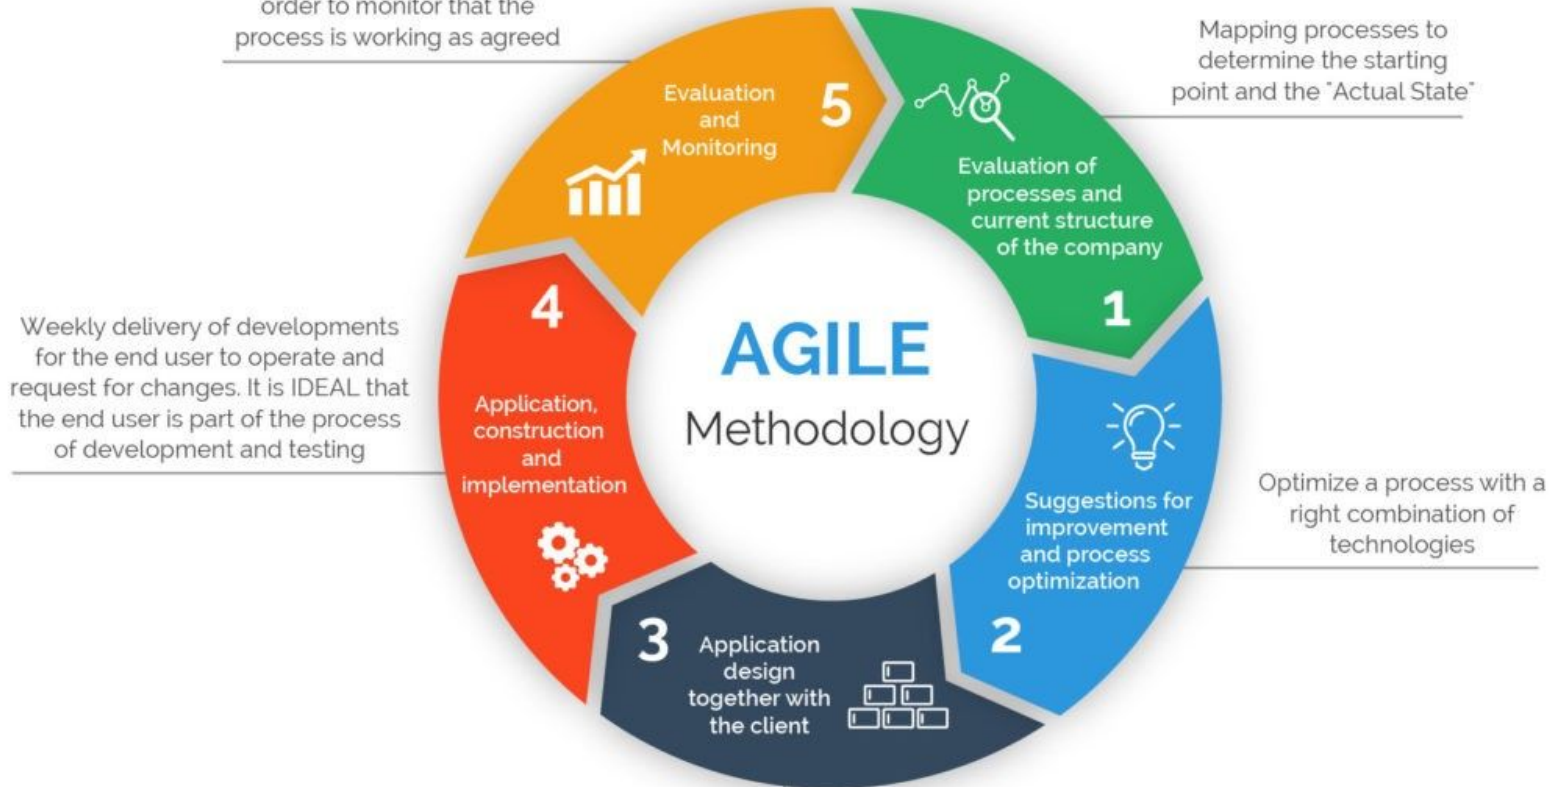 order to monitor that the
process is working as agreed
Mapping processes to
determine the starting
point and the "Actual State"
Evaluation
and
Monitoring
5
Evaluation of
processes and
current structure
of the company
1
4
Weekly delivery of developments
for the end user to operate and
request for changes. It is IDEAL that
the end user is part of the process
of development and testing
Application,
construction
and
implementation
AGILE
Methodology
Suggestions for
improvement
and process
optimization
2
Optimize a process with a
right combination of
technologies
3
Application
design
together with
the client